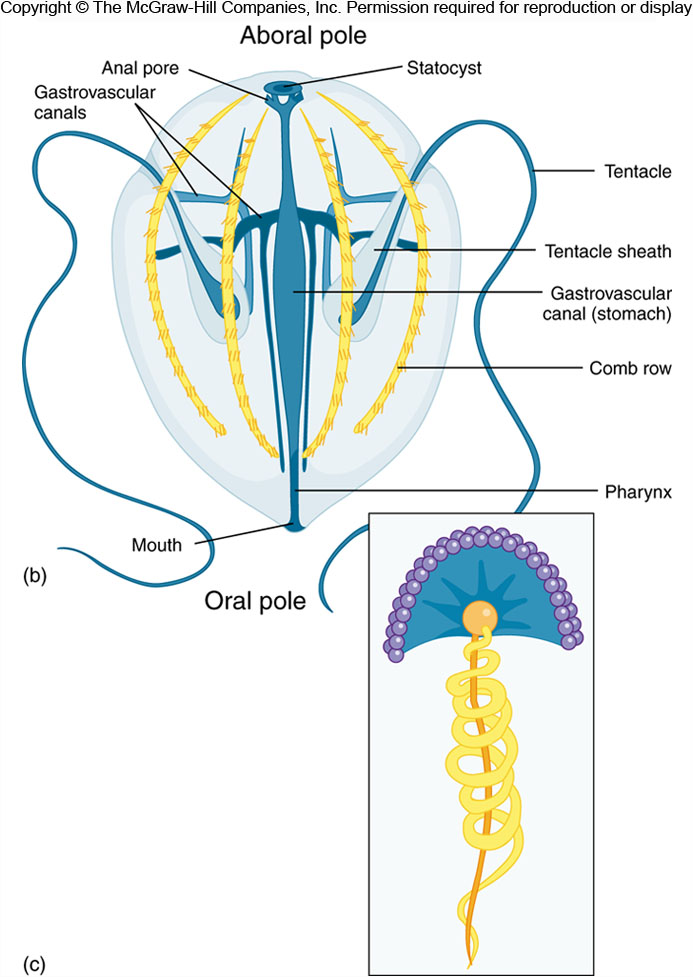 Copyright © The McGraw-Hill Companies, Inc. Permission required for reproduction or display
Aboral pole
Anal pore
Statocyst
Gastrovascular
canals
Tentacle
Tentacle sheath
Gastrovascular
canal (stomach)
Comb row
Pharynx
Mouth
(b)
Oral pole
(c)